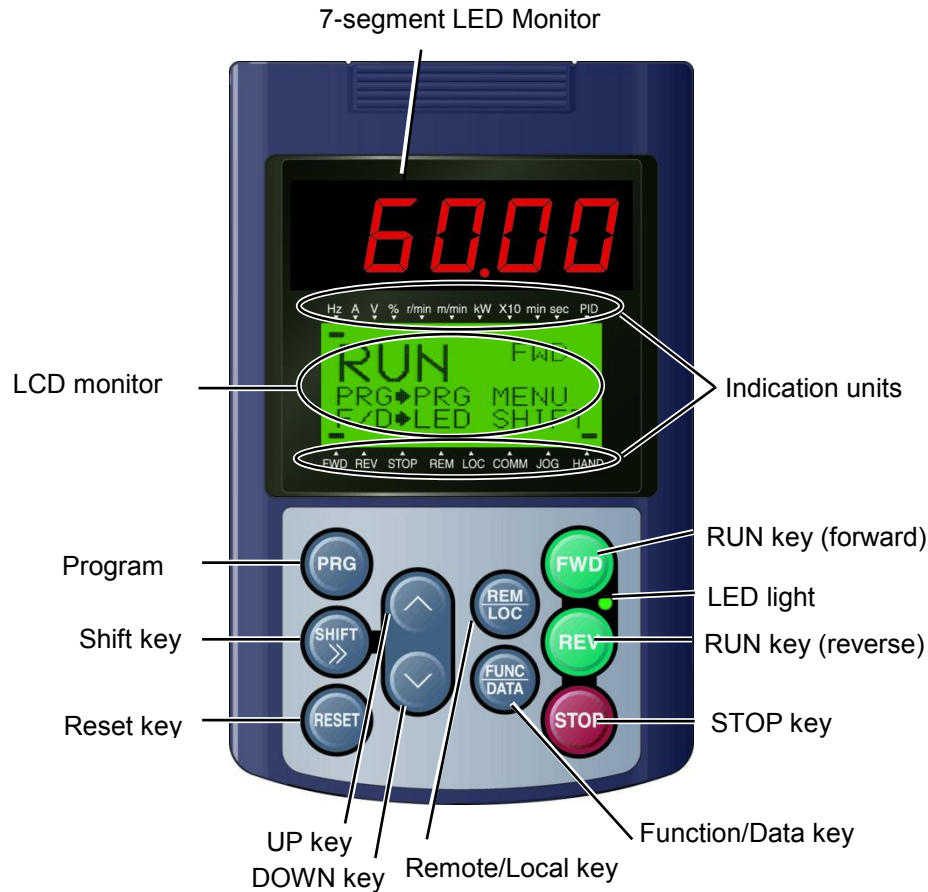 7-segment LED Monitor
60.00
Hz A V % r/min m/min kW X10 min sec PID
RUN FWD
PRG➧PRG MENU
F/D➧LED SHIFT
FWD REV STOP REM LOC COMM JOG HAND
LCD monitor
Indication units
PRG
SHIFT
RESET
REM
LOC
FUNC
DATA
FWD
REV
STOP
Program
Shift key
Reset key
RUN key (forward)
LED light
RUN key (reverse)
STOP key
UP key
DOWN key
Remote/Local key
Function/Data key